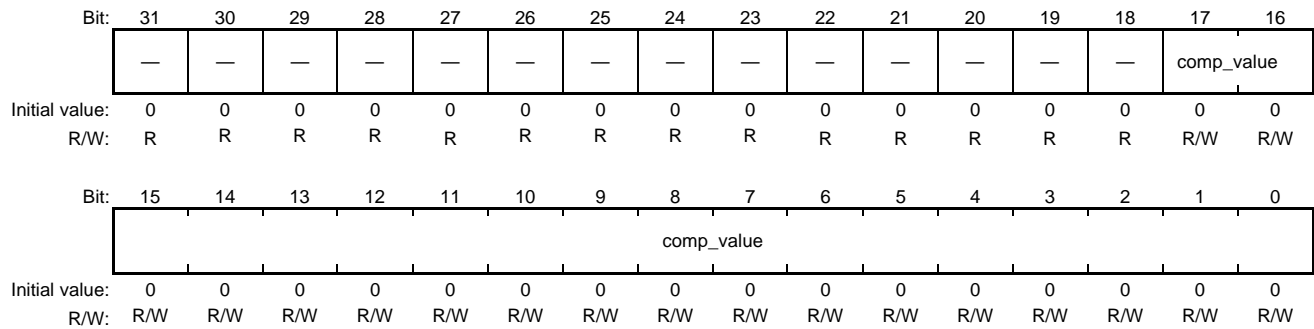 Bit: 31 30 29 28 27 26 25 24 23 22 21 20 19 18 17 16
— — — — — — — — — — — — — — comp_value
Initial value: 0 0 0 0 0 0 0 0 0 0 0 0 0 0 0 0
R/W: R R R R R R R R R R R R R R R/W R/W
Bit: 15 14 13 12 11 10 9 8 7 6 5 4 3 2 1 0
comp_value
Initial value: 0 0 0 0 0 0 0 0 0 0 0 0 0 0 0 0
R/W: R/W R/W R/W R/W R/W R/W R/W R/W R/W R/W R/W R/W R/W R/W R/W R/W